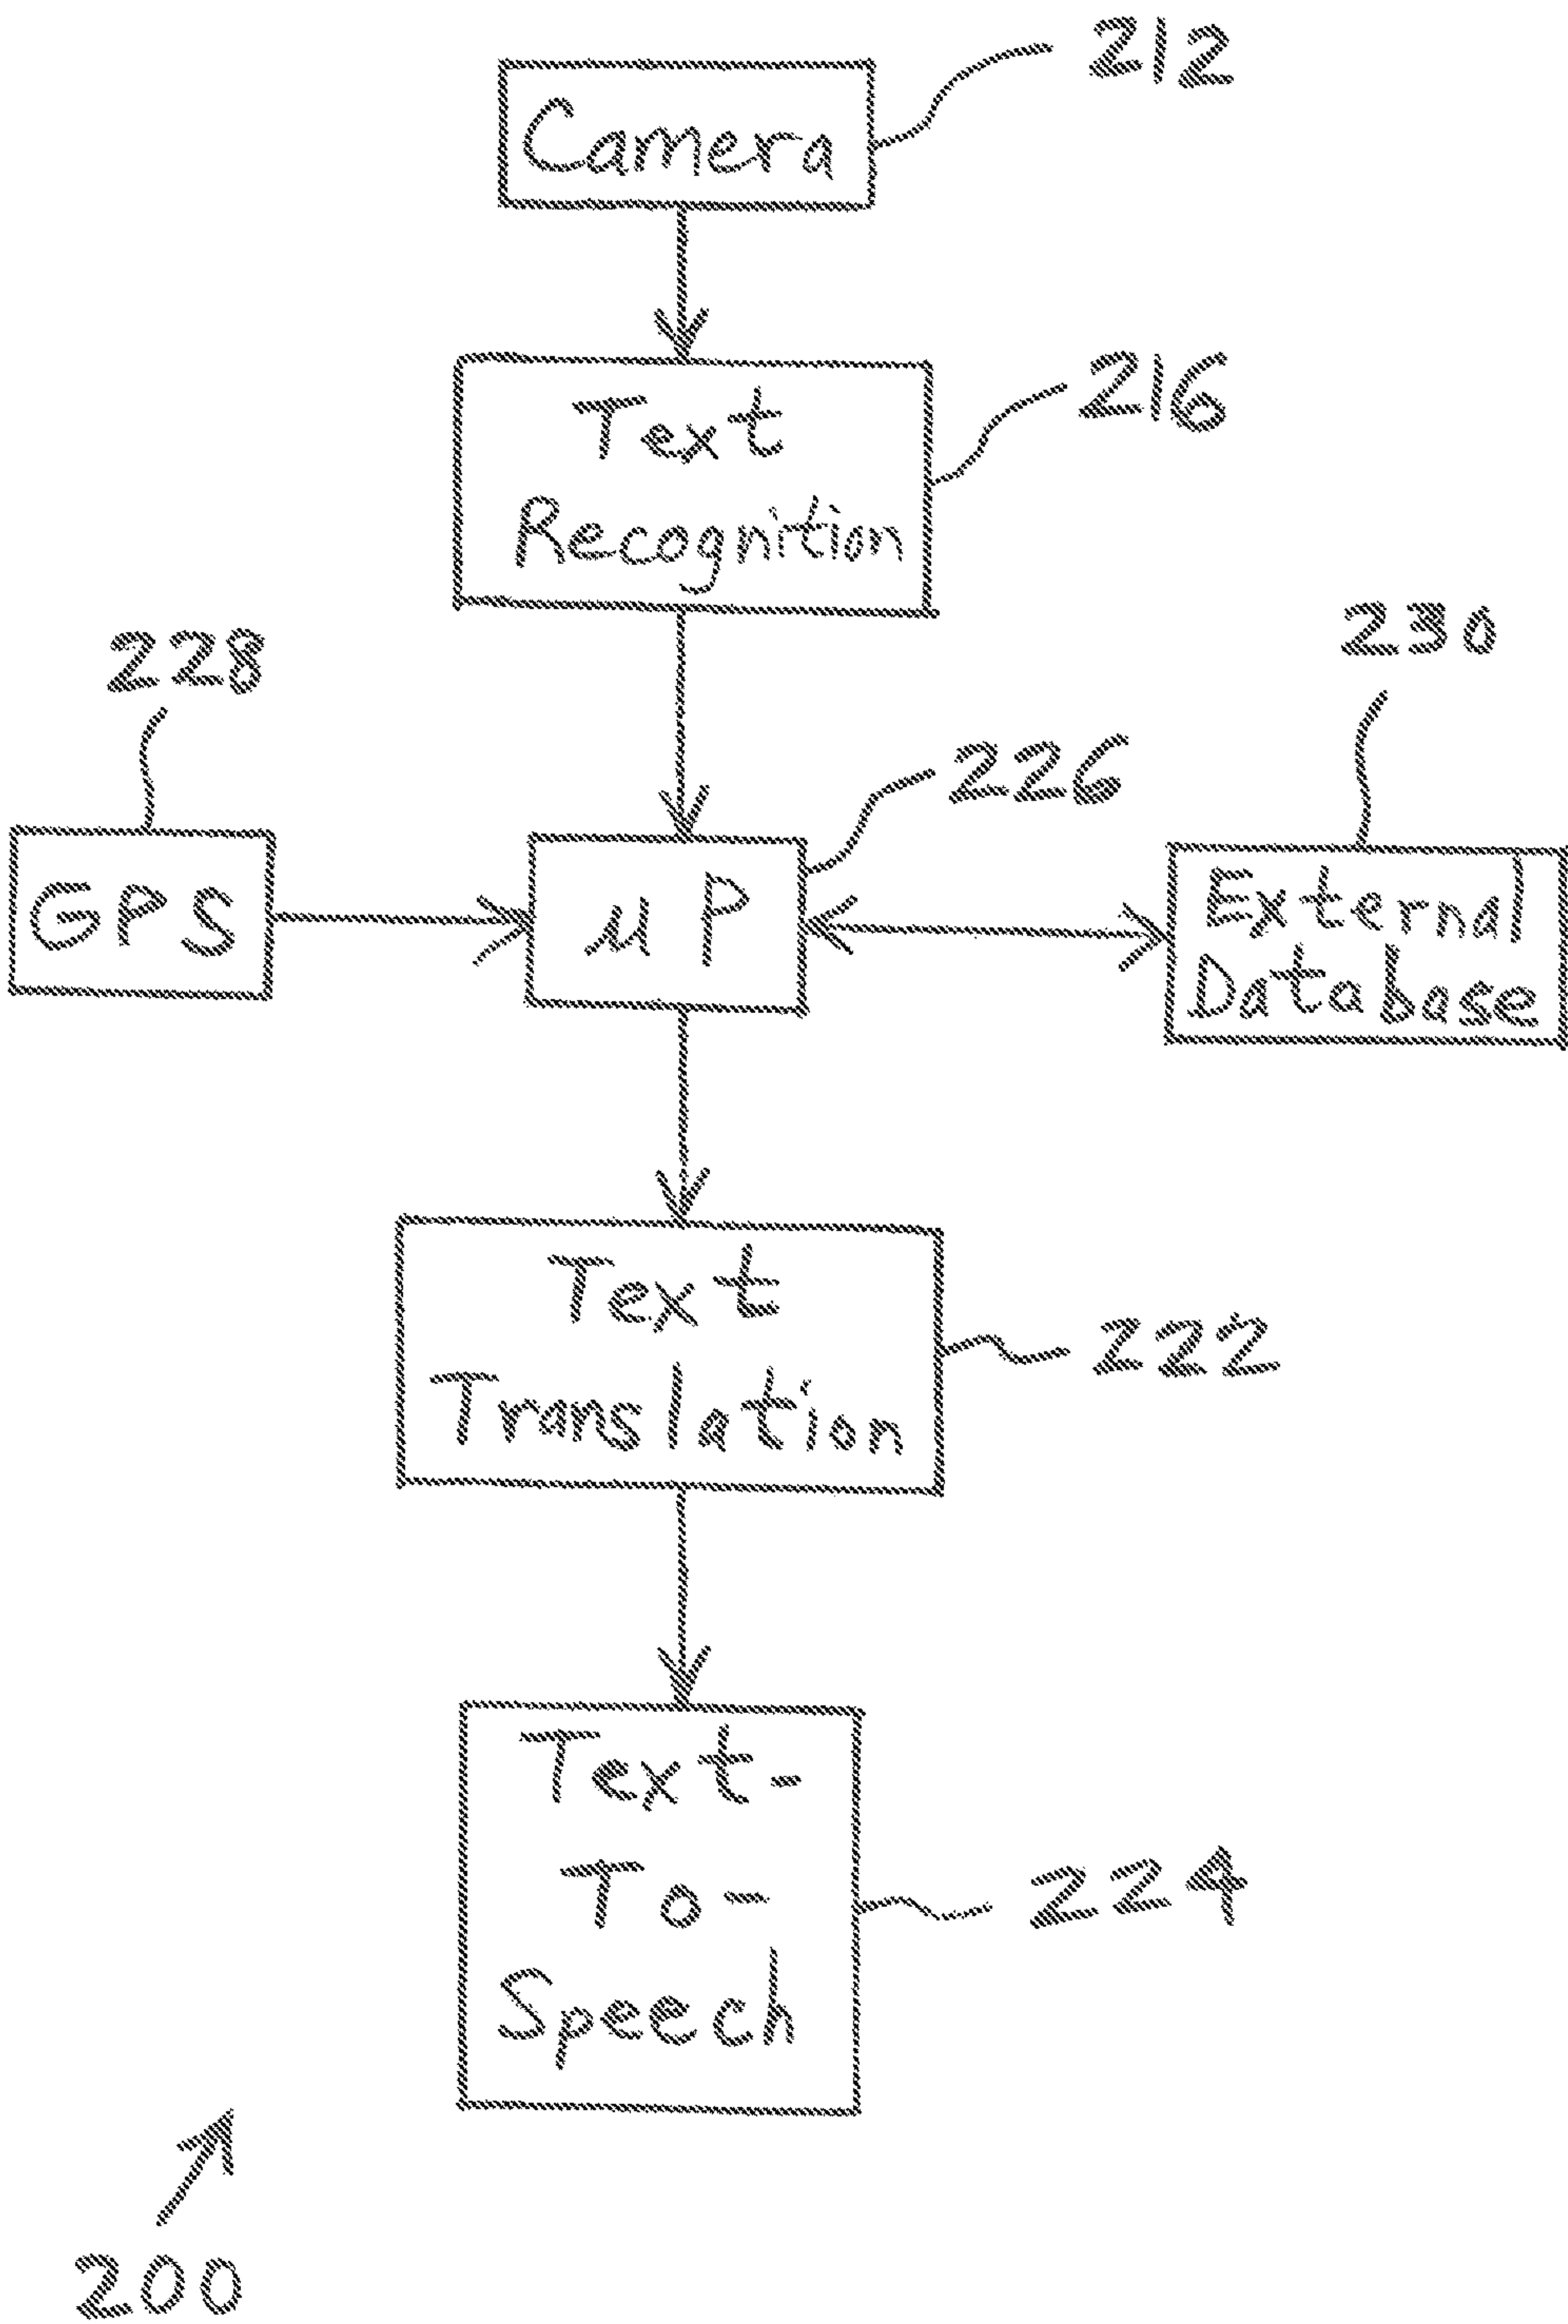 212
Camera
216
Text
Recognition
228
230
226
GPS
μP
External
Database
Text
Translation
222
Text-
To-
Speech
224
200